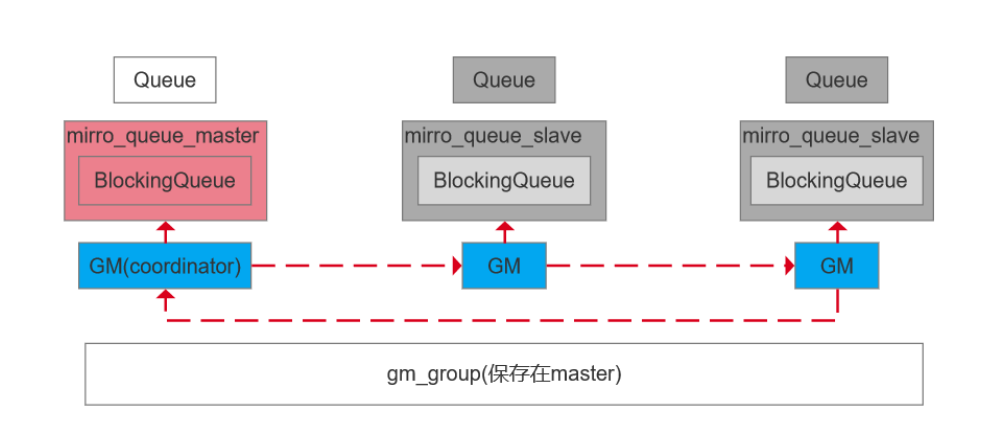 Queue
Queue
Queue
mirro_queue_master
mirro_queue_slave
mirro_queue_slave
BlockingQueue
BlockingQueue
BlockingQueue
GM(coordinator)
GM
GM
gm_group(保存在master)